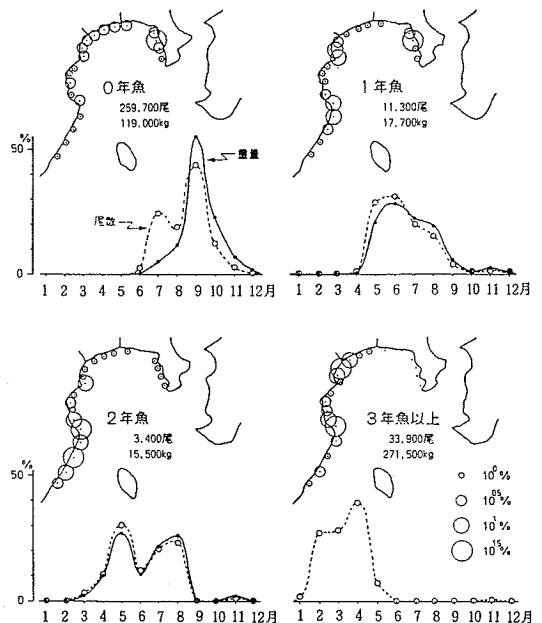 0年魚
259.700尾
119.000kg
%
50
重量
尾数
0
1 2 3 4 5 6 7 8 9 10 11 12月
1年魚
11.300尾
17.700kg
1 2 3 4 5 6 7 8 9 10 11 12月
2年魚
3.400尾
15,500kg
%
50
0
1 2 3 4 5 6 7 8 9 10 11 12月
3年魚以上
33,900尾
271,500kg
10⁰%
10⁰⁵%
10¹%
10¹⁵%
1 2 3 4 5 6 7 8 9 10 11 12月